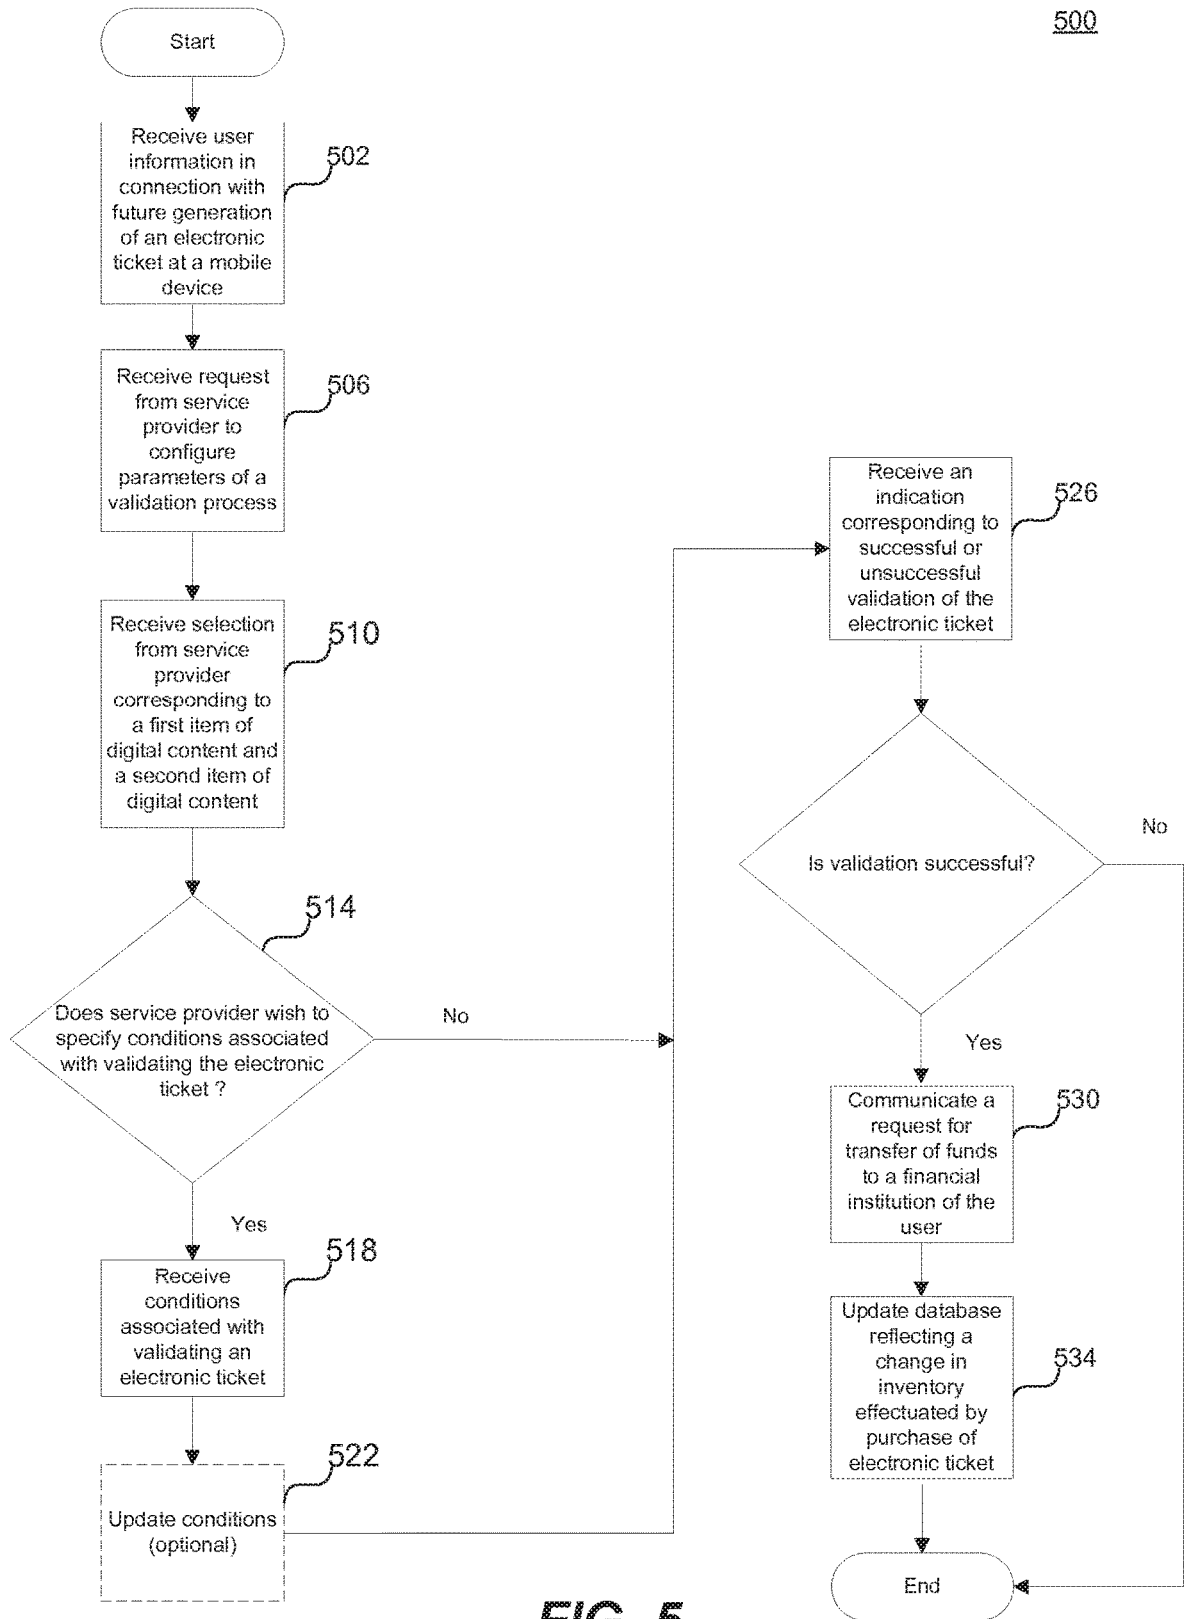 500
Start
Receive user
information in
connection with
future generation
of an electronic
ticket at a mobile
device
502
Receive request
from service
provider to
configure
parameters of a
validation process
506
Receive selection
from service
provider
corresponding to
a first item of
digital content and
a second item of
digital content
510
514
Does service provider wish to
specify conditions associated
with validating the electronic
ticket ?
No
Yes
Receive
conditions
associated with
validating an
electronic ticket
518
Update conditions
(optional)
522
Receive an
indication
corresponding to
successful or
unsuccessful
validation of the
electronic ticket
526
Is validation successful?
No
Yes
Communicate a
request for
transfer of funds
to a financial
institution of the
user
530
Update database
reflecting a
change in
inventory
effectuated by
purchase of
electronic ticket
534
End
FIG. 5